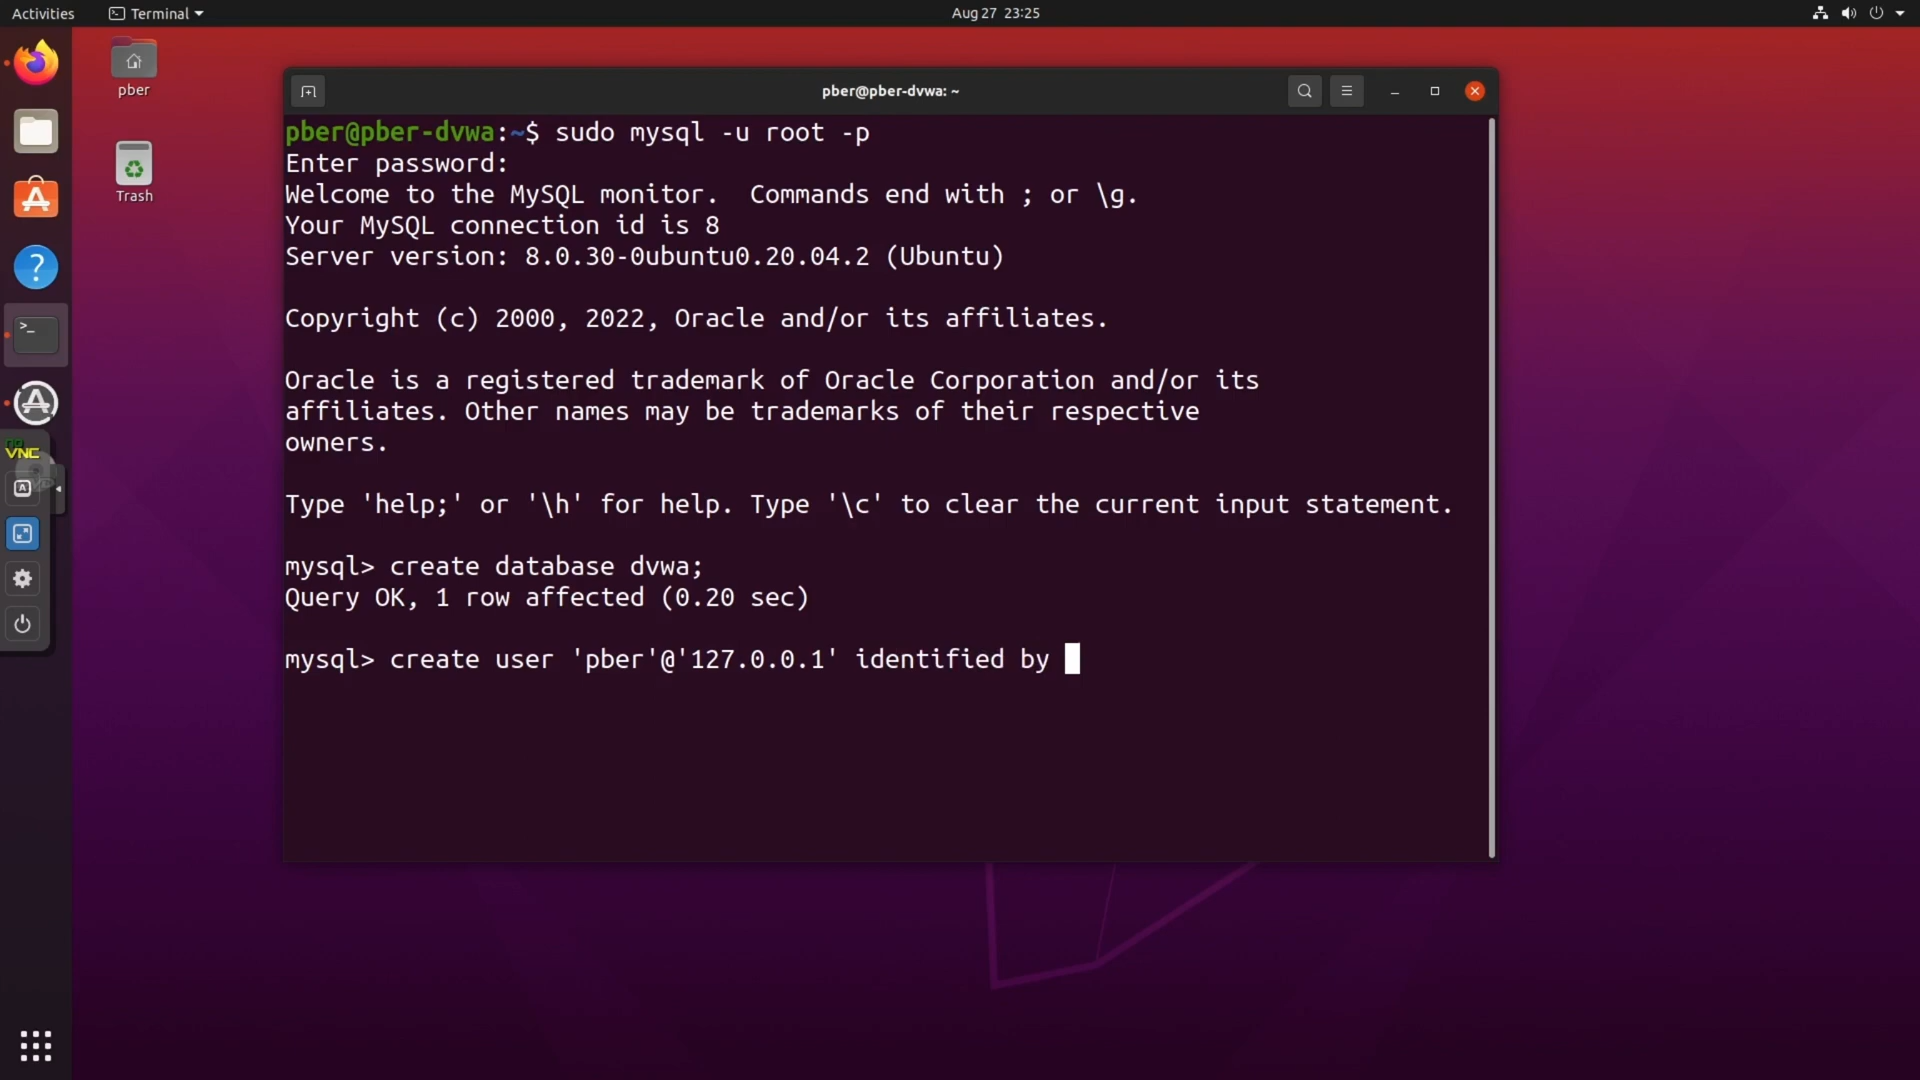 Activities
Terminal
Aug 27 23:25
pber
Trash
pber@pber-dvwa: ~
pber@pber-dvwa:~$ sudo mysql -u root -p
Enter password:
Welcome to the MySQL monitor.  Commands end with ; or \g.
Your MySQL connection id is 8
Server version: 8.0.30-0ubuntu0.20.04.2 (Ubuntu)
Copyright (c) 2000, 2022, Oracle and/or its affiliates.
Oracle is a registered trademark of Oracle Corporation and/or its
affiliates. Other names may be trademarks of their respective
owners.
Type 'help;' or '\h' for help. Type '\c' to clear the current input statement.
mysql> create database dvwa;
Query OK, 1 row affected (0.20 sec)
mysql> create user 'pber'@'127.0.0.1' identified by
no
VNC